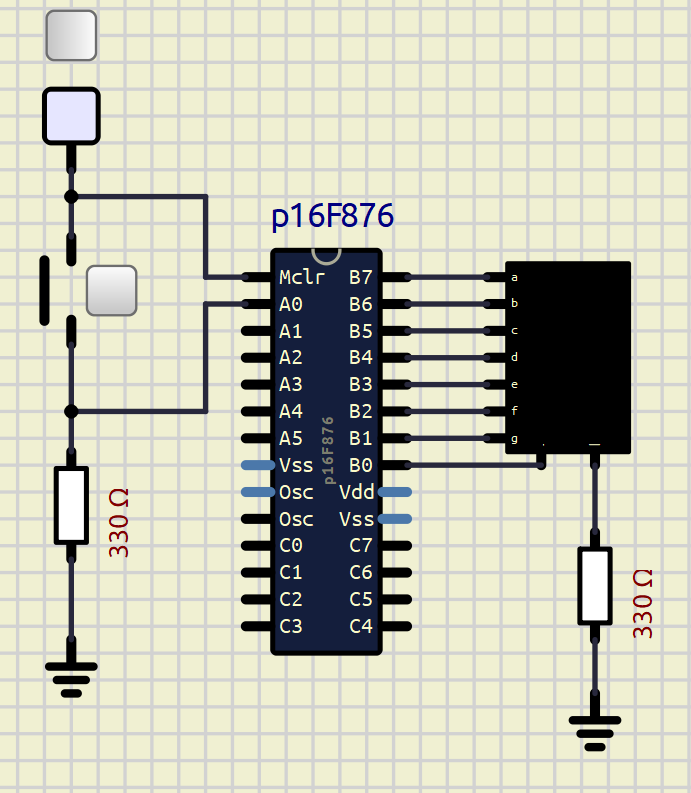 p16F876
Mclr B7 a
A0 B6 b
A1 B5 c
A2 B4 d
A3 B3 e
A4 B2 f
A5 B1 g
Vss B0
Osc Vdd
Osc Vss
C0 C7
C1 C6
C2 C5
C3 C4
p16F876
330 Ω
330 Ω